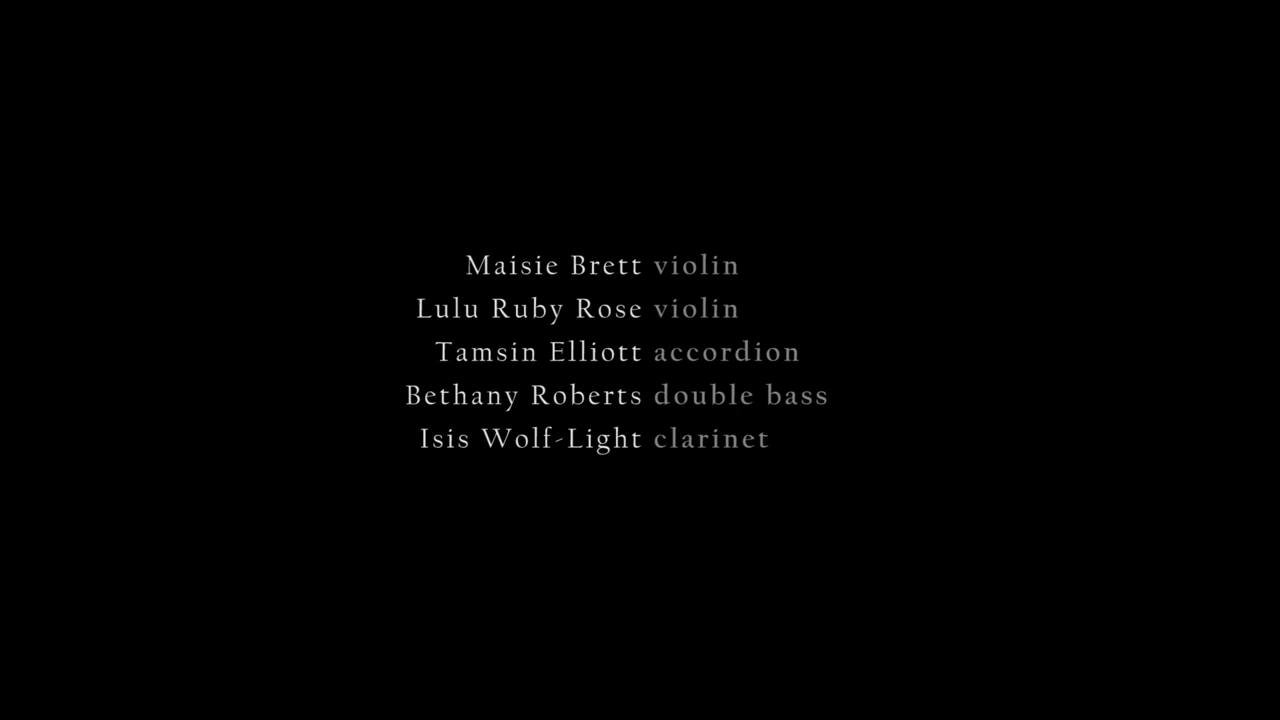 Maisie Brett violin
Lulu Ruby Rose violin
Tamsin Elliott accordion
Bethany Roberts double bass
Isis Wolf-Light clarinet